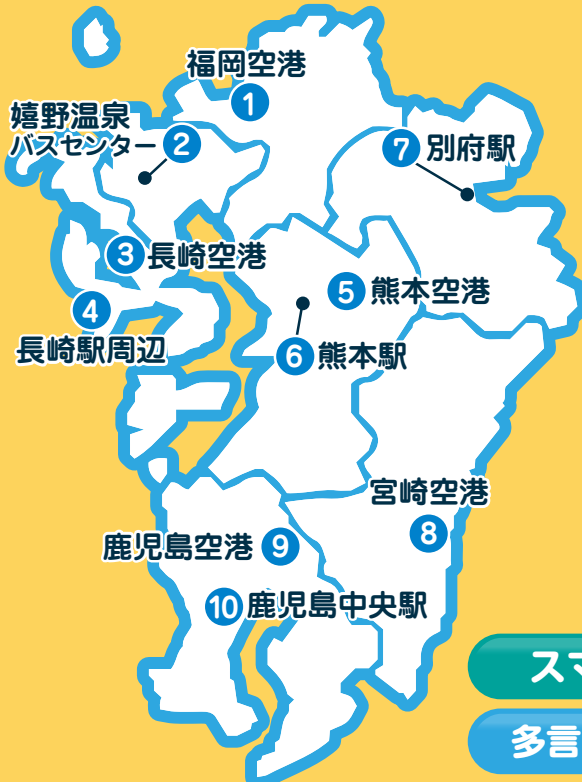 福岡空港
1
嬉野温泉
バスセンター 2
7 別府駅
3 長崎空港
4
長崎駅周辺
5 熊本空港
6 熊本駅
宮崎空港
8
鹿児島空港 9
10 鹿児島中央駅
スマ
多言